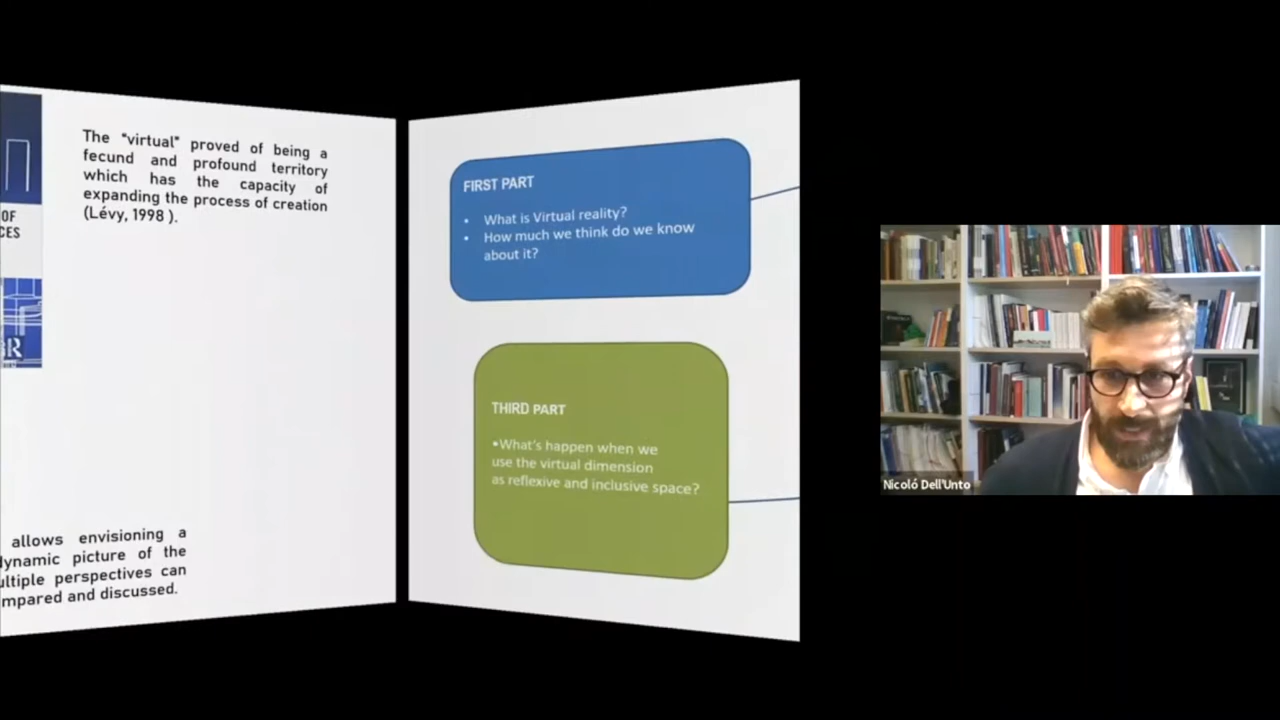 OF
CES
R
The "virtual" proved of being a
fecund and profound territory
which has the capacity of
expanding the process of creation
(Lévy, 1998 ).
allows envisioning a
dynamic picture of the
ultiple perspectives can
mpared and discussed.
FIRST PART
• What is Virtual reality?
• How much we think do we know
about it?
THIRD PART
•What's happen when we
use the virtual dimension
as reflexive and inclusive space?
Nicoló Dell'Unto